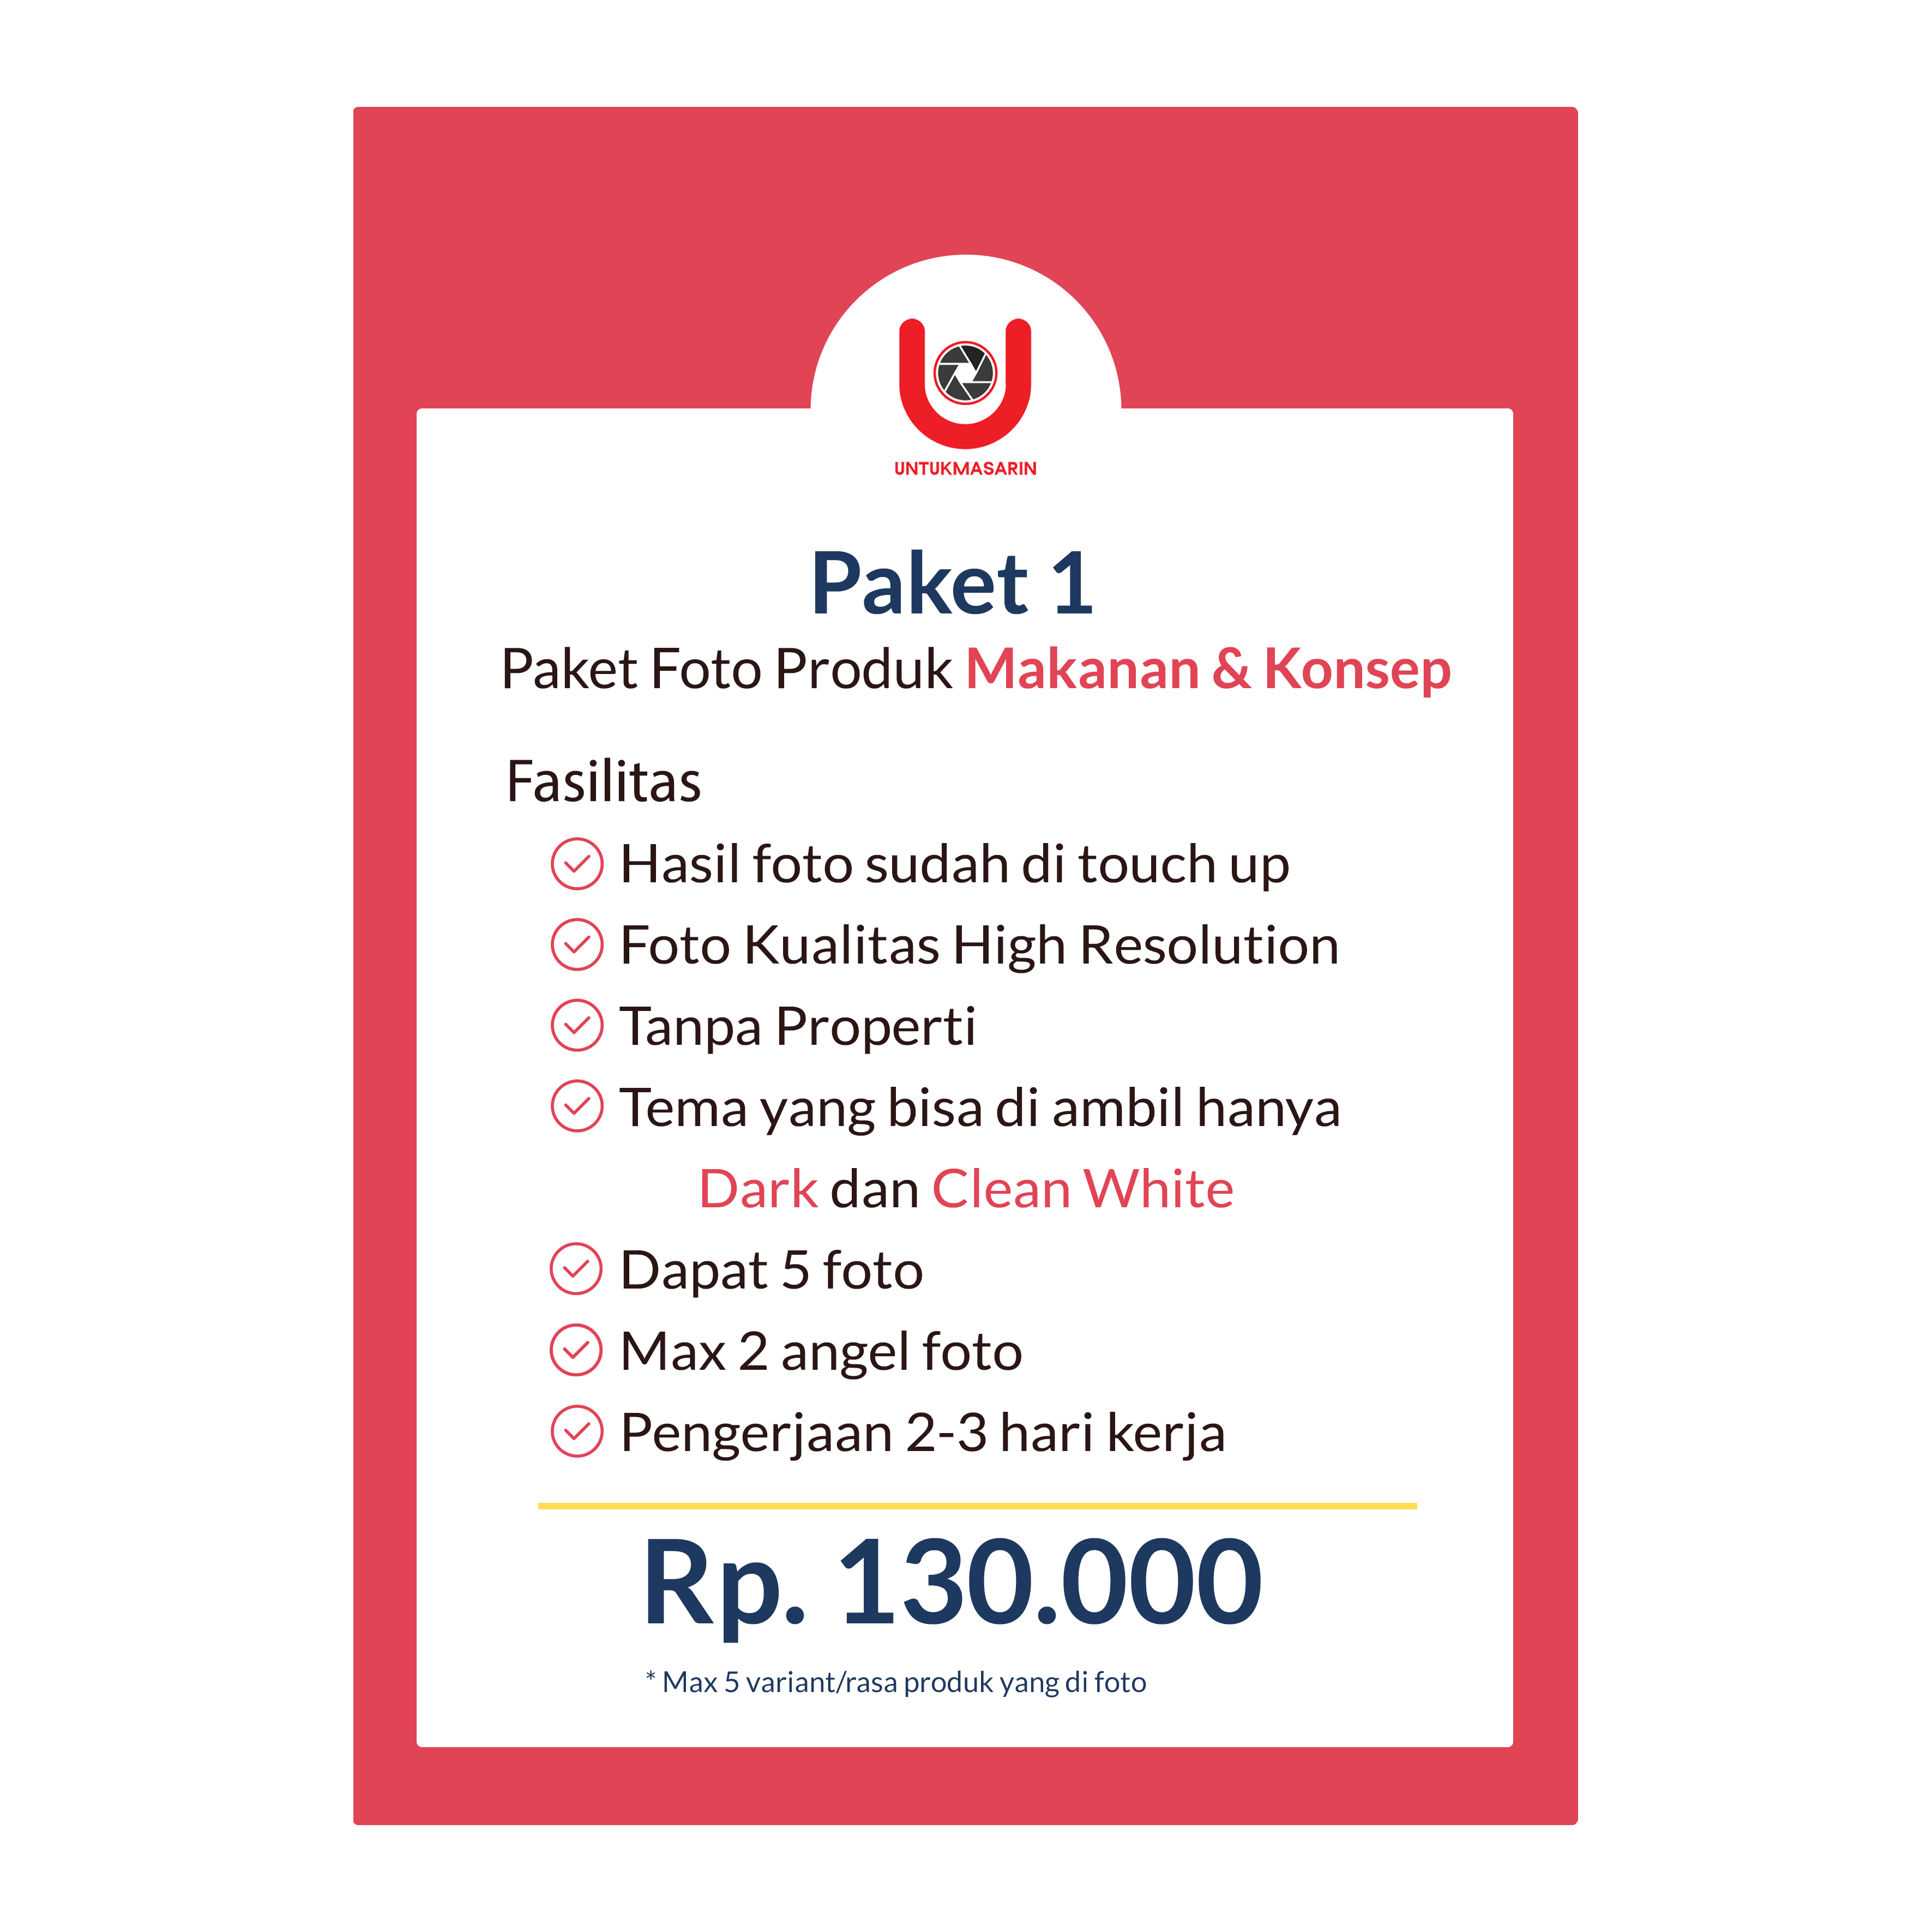 UNTUKMASARIN
Paket 1
Paket Foto Produk Makanan & Konsep
Fasilitas
Hasil foto sudah di touch up
Foto Kualitas High Resolution
Tanpa Properti
Tema yang bisa di ambil hanya
Dark dan Clean White
Dapat 5 foto
Max 2 angel foto
Pengerjaan 2-3 hari kerja
Rp. 130.000
* Max 5 variant/rasa produk yang di foto